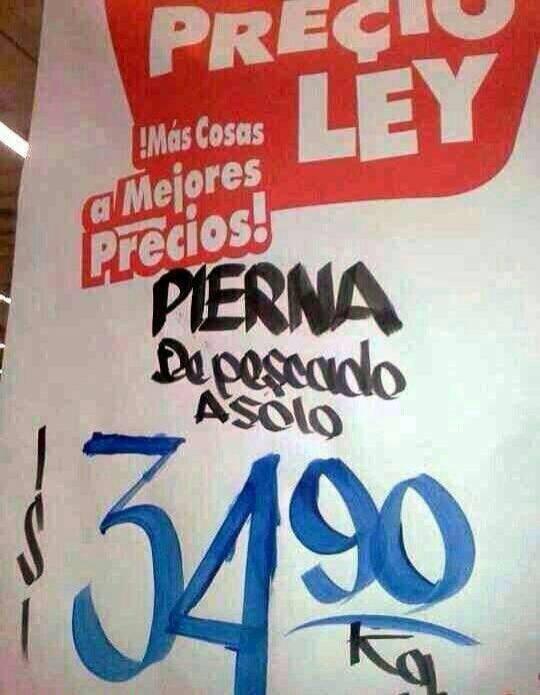 PRECIO
LEY
!Más Cosas
a Mejores
Precios!
PIERNA
De pescado
A SOLO
$ 34 90
Kg